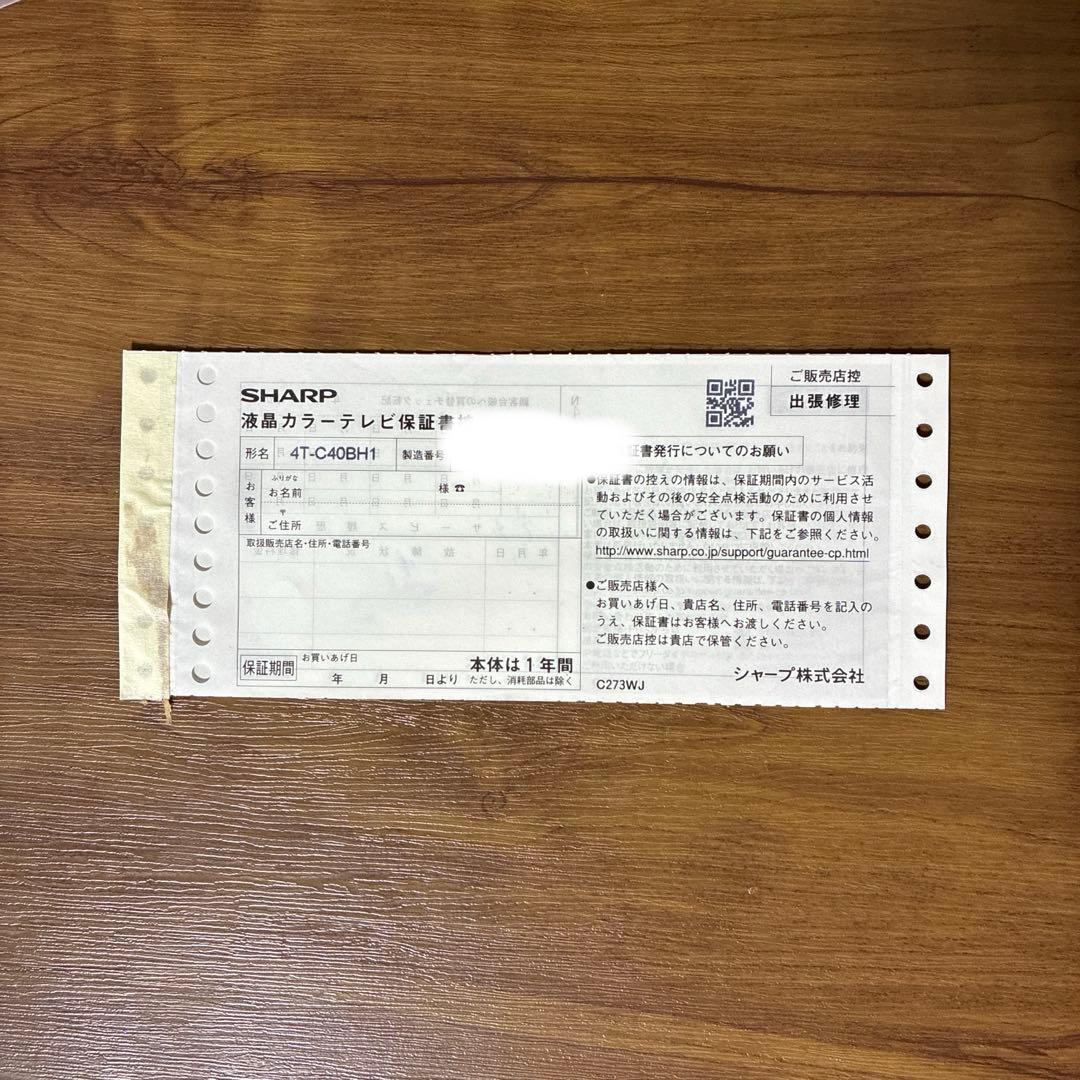 SHARP
液晶カラーテレビ保証書
形名 4T-C40BH1 製造番号
お客様
ふりがな
お名前 様 ☎
〒
ご住所
取扱販売店名・住所・電話番号
保証期間
お買いあげ日
年 月 日より
本体は1年間
ただし、消耗部品は除く
ご販売店控
出張修理
証書発行についてのお願い
●保証書の控えの情報は、保証期間内のサービス活
動およびその後の安全点検活動のために利用させ
ていただく場合がございます。保証書の個人情報
の取扱いに関する情報は、下記をご参照ください。
http://www.sharp.co.jp/support/guarantee-cp.html
●ご販売店様へ
お買いあげ日、貴店名、住所、電話番号を記入の
うえ、保証書はお客様へお渡しください。
ご販売店控は貴店で保管ください。
C273WJ
シャープ株式会社